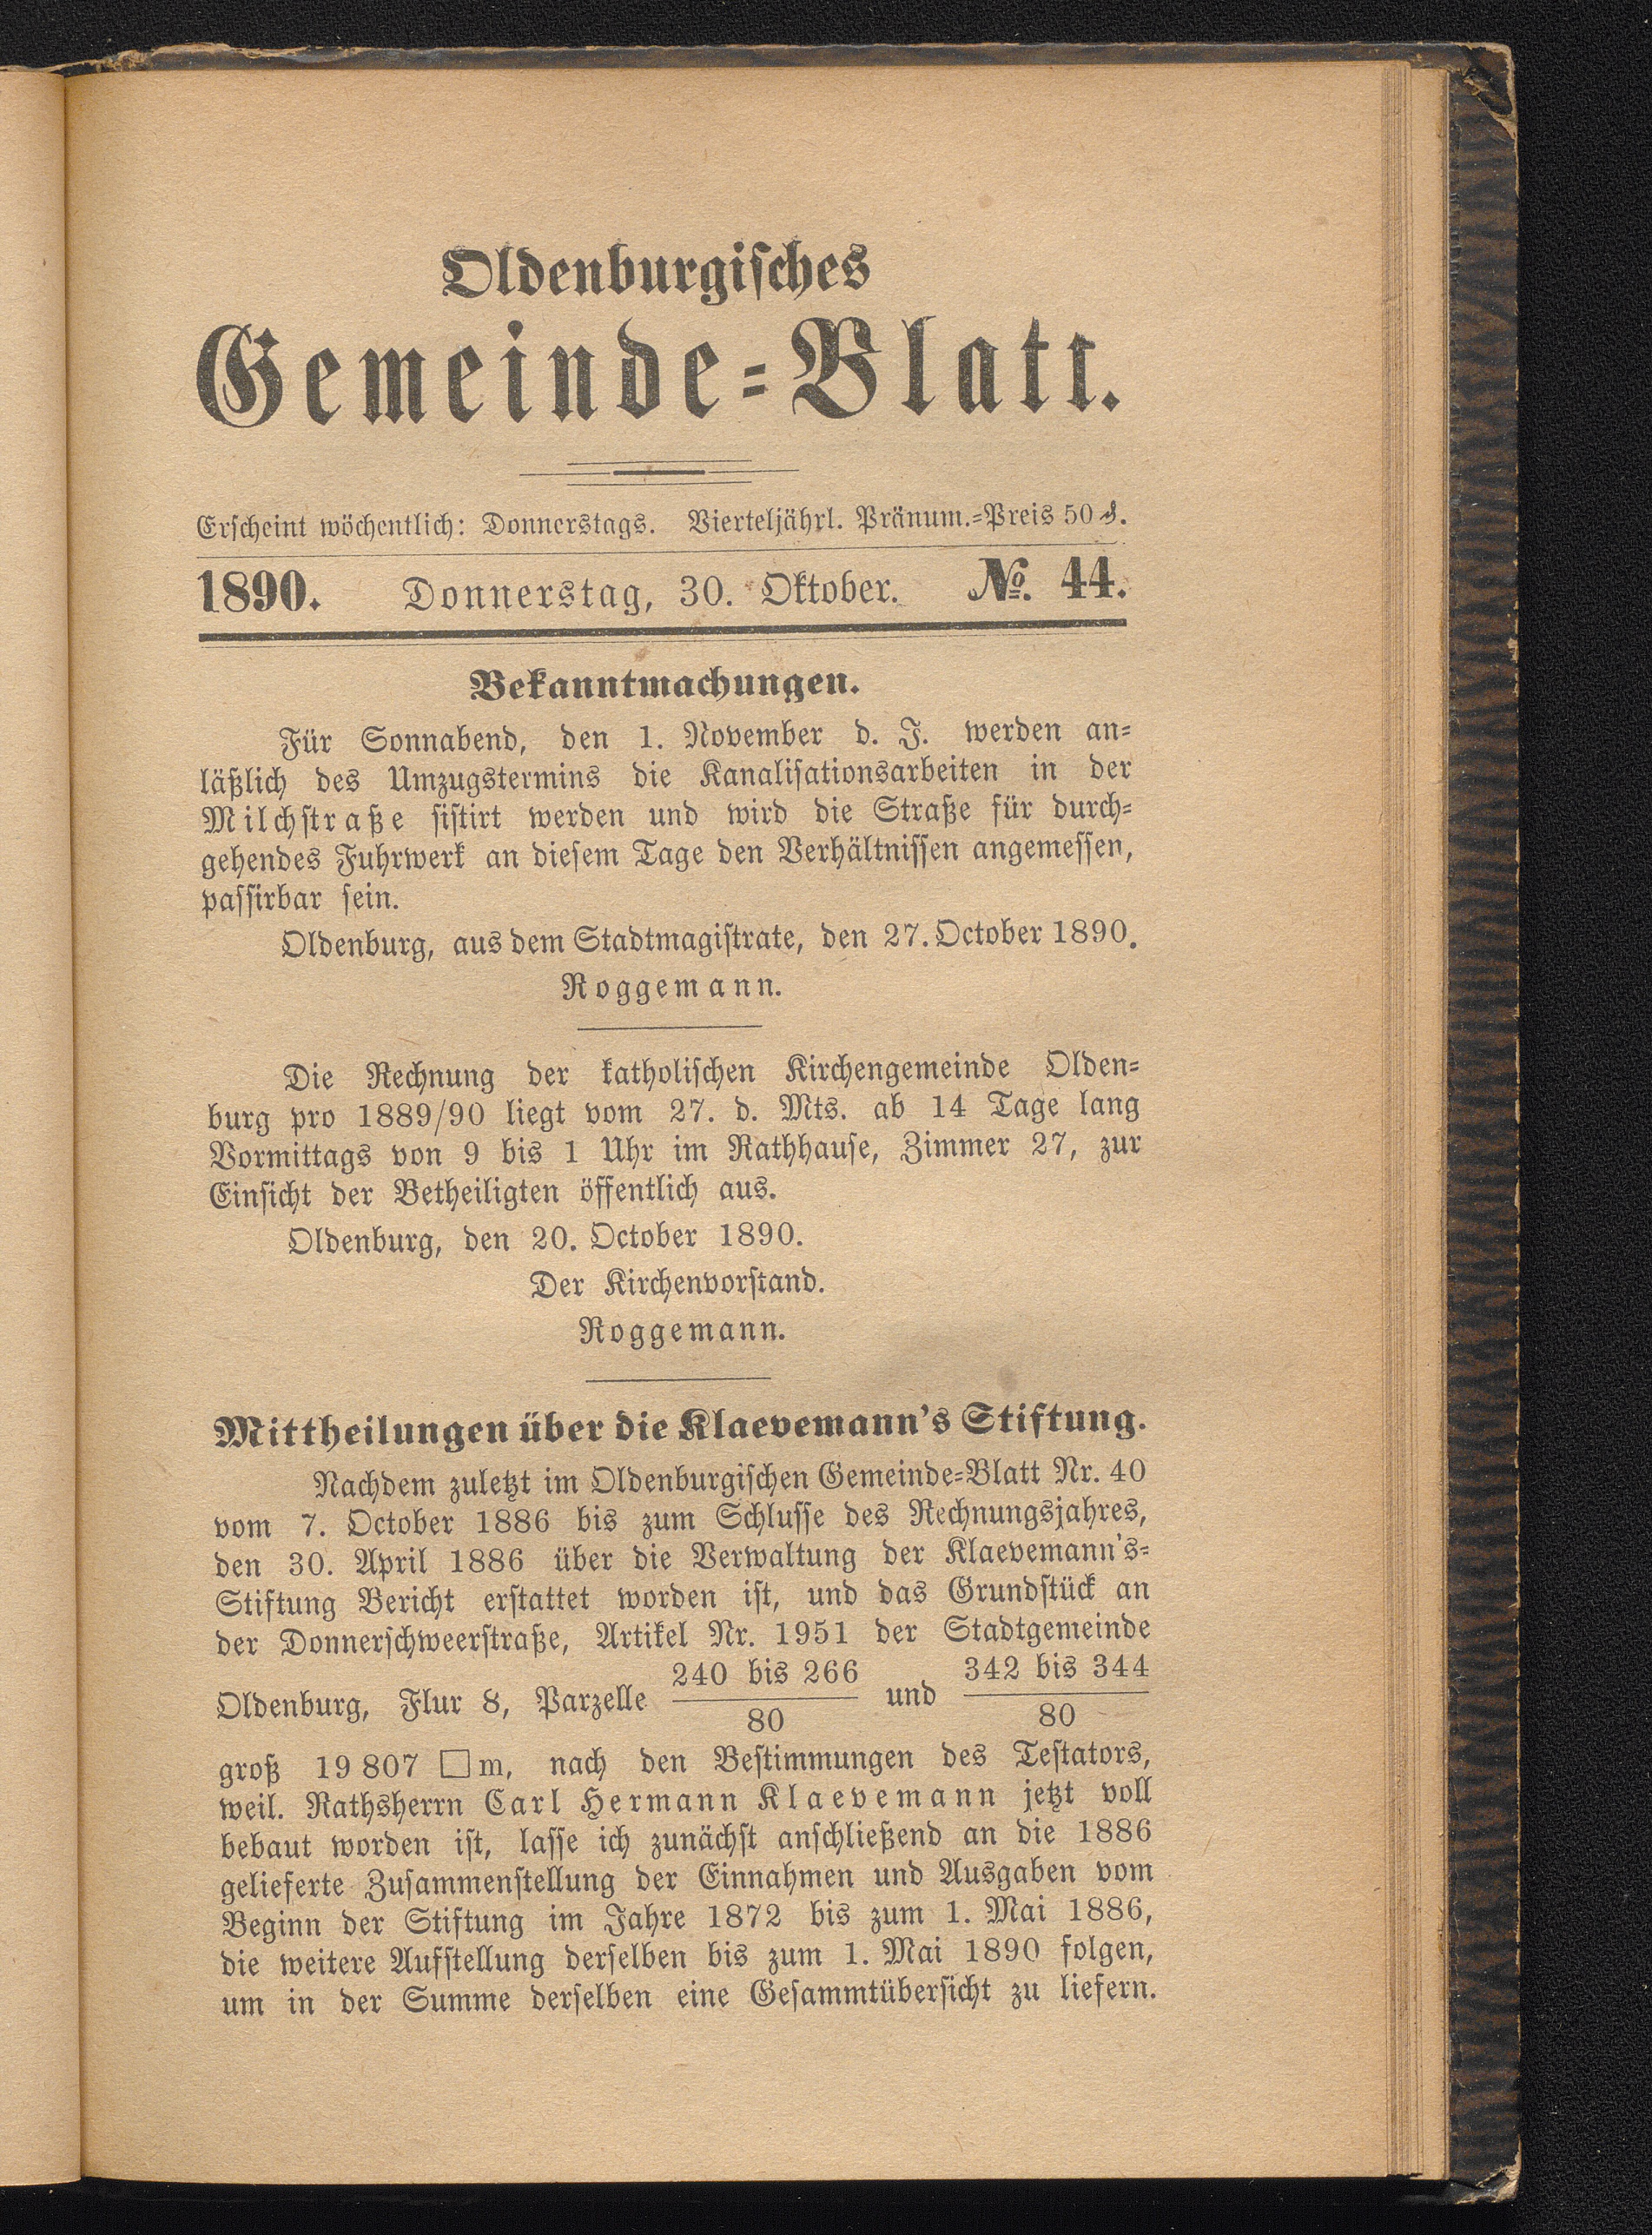 Oldenburgisches
Gemeinde-Blatt.
Erscheint wöchentlich: Donnerstags. Vierteljährl. Pränum.-Preis 50 ₰.
1890. Donnerstag, 30. Oktober. №. 44.
Bekanntmachungen.
Für Sonnabend, den 1. November d. J. werden an-
läßlich des Umzugstermins die Kanalisationsarbeiten in der
Milchstraße sistirt werden und wird die Straße für durch-
gehendes Fuhrwerk an diesem Tage den Verhältnissen angemessen,
passirbar sein.
Oldenburg, aus dem Stadtmagistrate, den 27. October 1890.
Roggemann.
Die Rechnung der katholischen Kirchengemeinde Olden-
burg pro 1889/90 liegt vom 27. d. Mts. ab 14 Tage lang
Vormittags von 9 bis 1 Uhr im Rathhause, Zimmer 27, zur
Einsicht der Betheiligten öffentlich aus.
Oldenburg, den 20. October 1890.
Der Kirchenvorstand.
Roggemann.
Mittheilungen über die Klaevemann's Stiftung.
Nachdem zuletzt im Oldenburgischen Gemeinde-Blatt Nr. 40
vom 7. October 1886 bis zum Schlusse des Rechnungsjahres,
den 30. April 1886 über die Verwaltung der Klaevemann's-
Stiftung Bericht erstattet worden ist, und das Grundstück an
der Donnerschweerstraße, Artikel Nr. 1951 der Stadtgemeinde
Oldenburg, Flur 8, Parzelle 240 bis 266/80 und 342 bis 344/80
groß 19 807 □m, nach den Bestimmungen des Testators,
weil. Rathsherrn Carl Hermann Klaevemann jetzt voll
bebaut worden ist, lasse ich zunächst anschließend an die 1886
gelieferte Zusammenstellung der Einnahmen und Ausgaben vom
Beginn der Stiftung im Jahre 1872 bis zum 1. Mai 1886,
die weitere Aufstellung derselben bis zum 1. Mai 1890 folgen,
um in der Summe derselben eine Gesammtübersicht zu liefern.